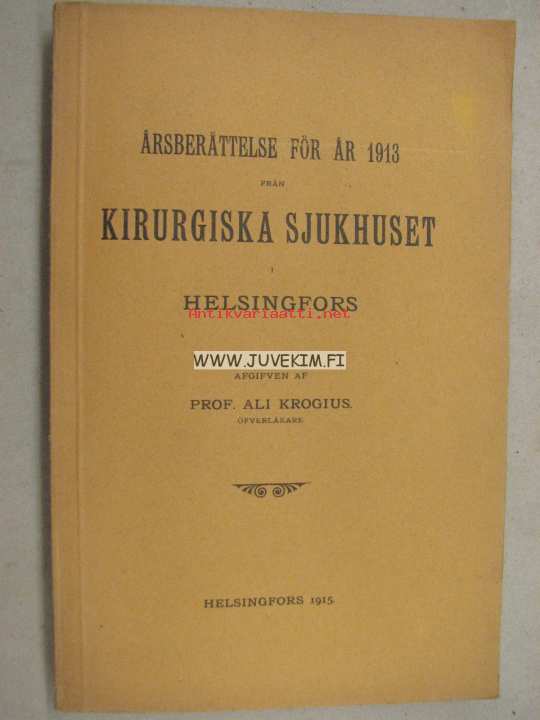 ÅRSBERÄTTELSE FÖR ÅR 1913
FRÅN
KIRURGISKA SJUKHUSET
I
HELSINGFORS
Antikvariaatti.net
WWW.JUVEKIM.FI
AFGIFVEN AF
PROF. ALI KROGIUS.
ÖFVERLÄKARE.
HELSINGFORS 1915.